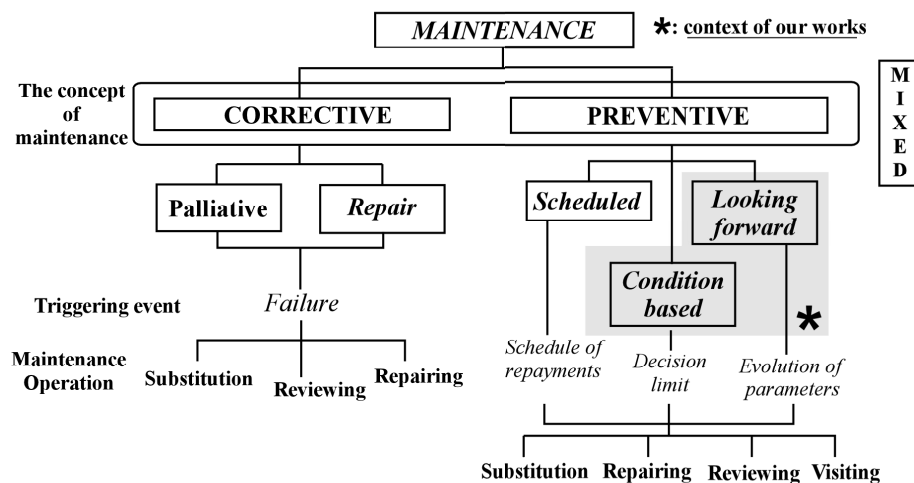 MAINTENANCE
*: context of our works
The concept
of
maintenance
CORRECTIVE
PREVENTIVE
M
I
X
E
D
Palliative
Repair
Scheduled
Looking
forward
Condition
based
*
Triggering event
Failure
Schedule of
repayments
Decision
limit
Evolution of
parameters
Maintenance
Operation
Substitution
Reviewing
Repairing
Substitution
Repairing
Reviewing
Visiting